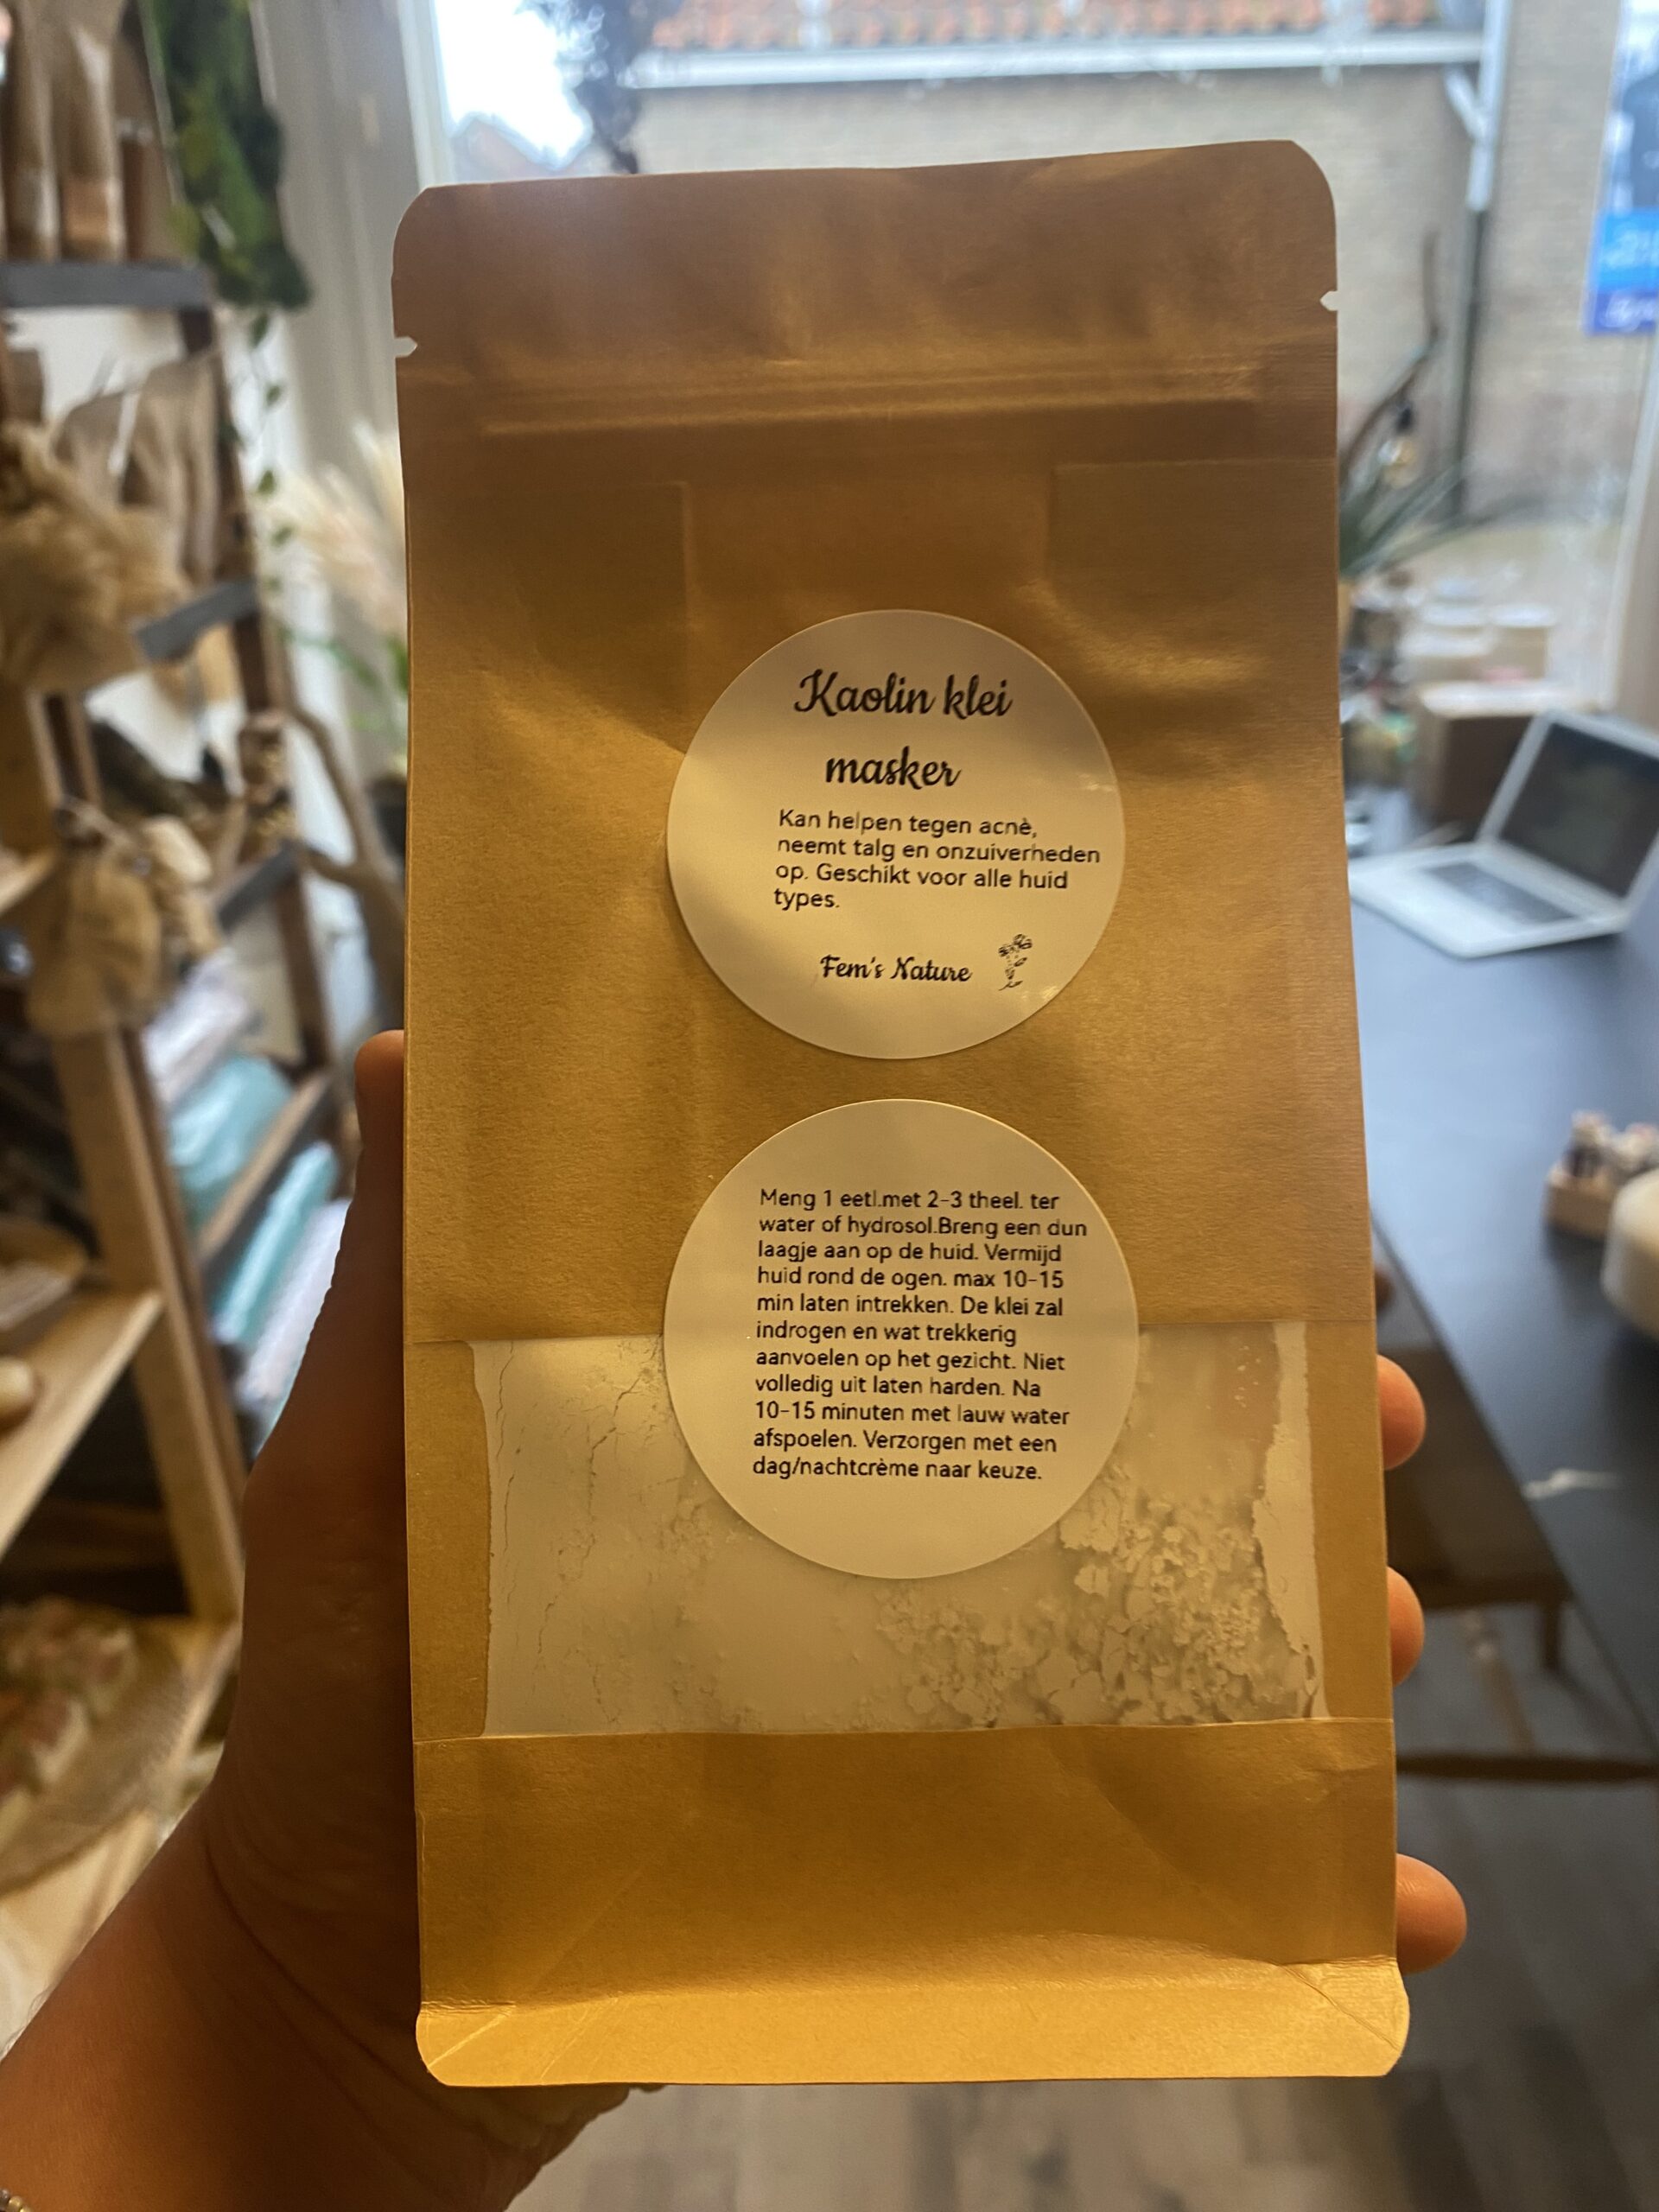 Kaolin klei
masker
Kan helpen tegen acnè,
neemt talg en onzuiverheden
op. Geschikt voor alle huid
types.
Fem's Nature
Meng 1 eetl.met 2-3 theel. ter
water of hydrosol.Breng een dun
laagje aan op de huid. Vermijd
huid rond de ogen. max 10-15
min laten intrekken. De klei zal
indrogen en wat trekkerig
aanvoelen op het gezicht. Niet
volledig uit laten harden. Na
10-15 minuten met lauw water
afspoelen. Verzorgen met een
dag/nachtcrème naar keuze.